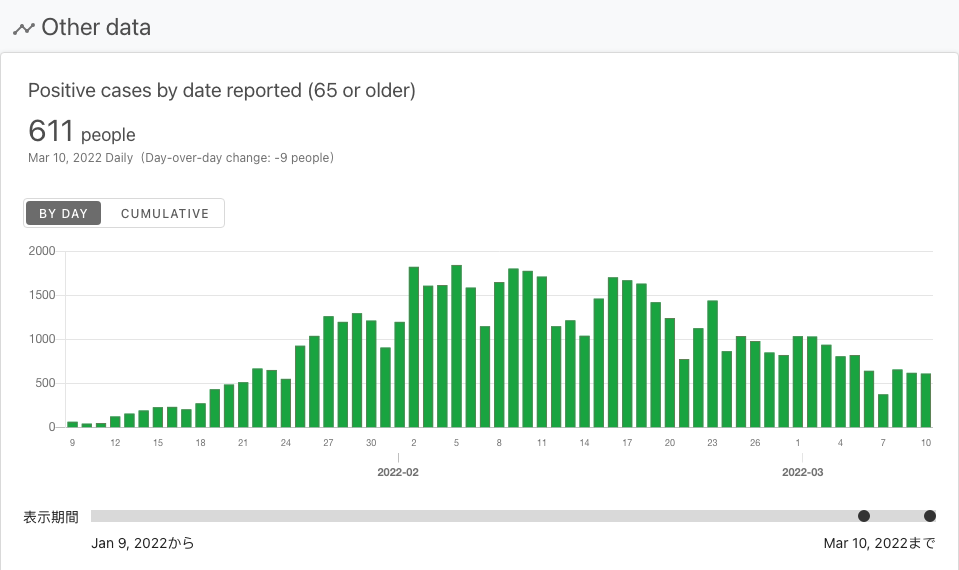 Other data
Positive cases by date reported (65 or older)
611 people
Mar 10, 2022 Daily (Day-over-day change: -9 people)
BY DAY CUMULATIVE
2000
1500
1000
500
0
9 12 15 18 21 24 27 30 2 5 8 11 14 17 20 23 26 1 4 7 10
2022-02 2022-03
表示期間
Jan 9, 2022から Mar 10, 2022まで